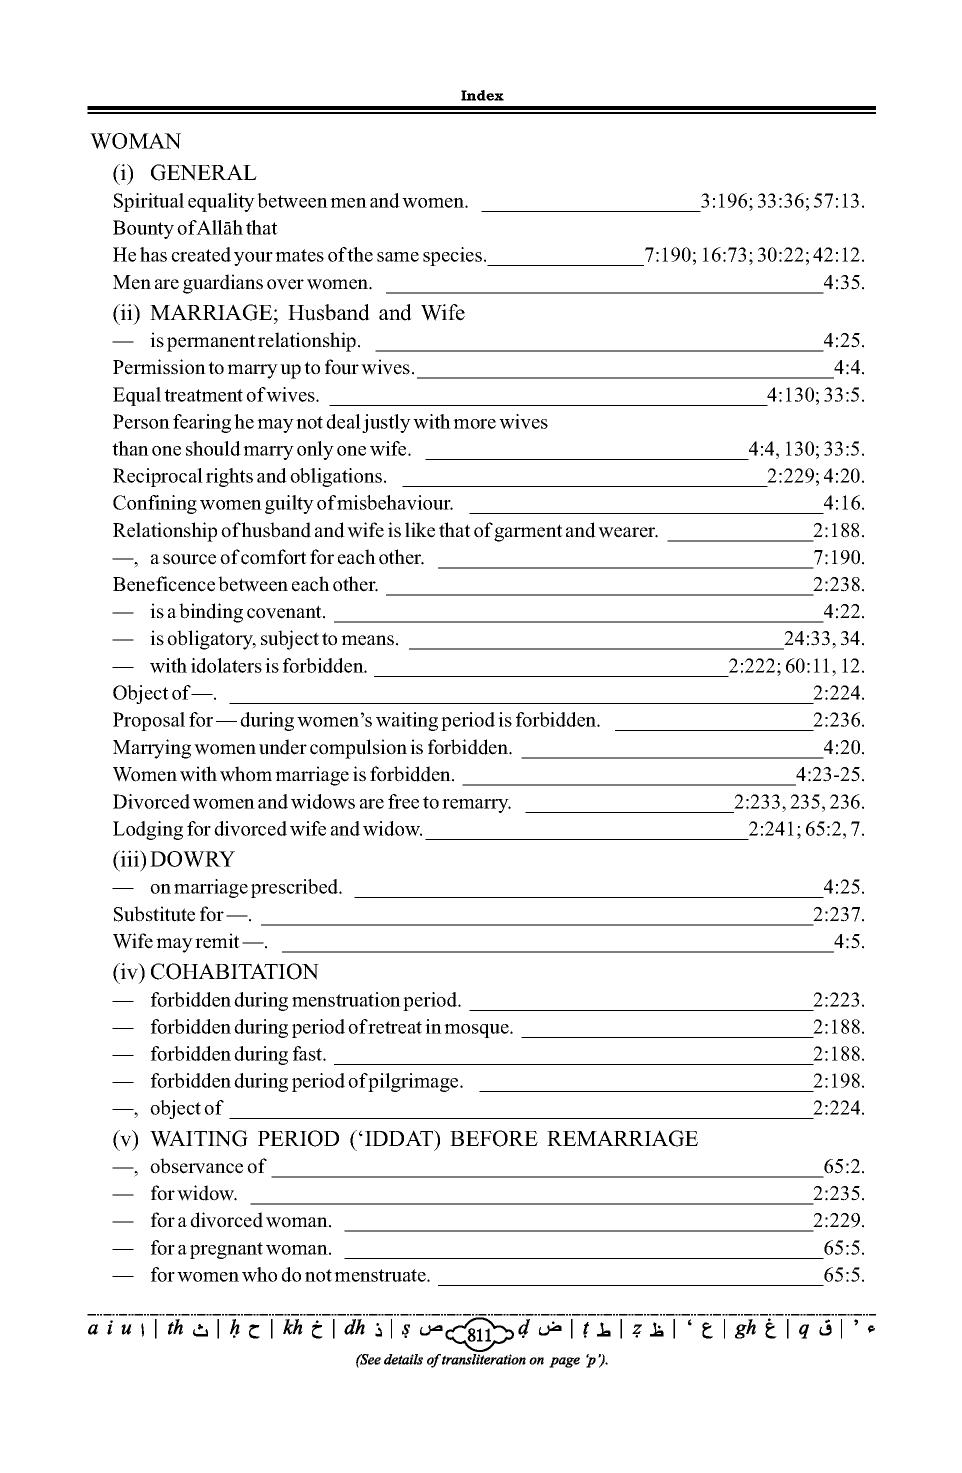 Index
WOMAN
(i) GENERAL
Spiritual equality between men and women. 3:196; 33:36; 57:13.
Bounty of Allāh that
He has created your mates of the same species. 7:190; 16:73; 30:22; 42:12.
Men are guardians over women. 4:35.
(ii) MARRIAGE; Husband and Wife
— is permanent relationship. 4:25.
Permission to marry up to four wives. 4:4.
Equal treatment of wives. 4:130; 33:5.
Person fearing he may not deal justly with more wives
than one should marry only one wife. 4:4, 130; 33:5.
Reciprocal rights and obligations. 2:229; 4:20.
Confining women guilty of misbehaviour. 4:16.
Relationship of husband and wife is like that of garment and wearer. 2:188.
—, a source of comfort for each other. 7:190.
Beneficence between each other. 2:238.
— is a binding covenant. 4:22.
— is obligatory, subject to means. 24:33, 34.
— with idolaters is forbidden. 2:222; 60:11, 12.
Object of —. 2:224.
Proposal for — during women’s waiting period is forbidden. 2:236.
Marrying women under compulsion is forbidden. 4:20.
Women with whom marriage is forbidden. 4:23-25.
Divorced women and widows are free to remarry. 2:233, 235, 236.
Lodging for divorced wife and widow. 2:241; 65:2, 7.
(iii) DOWRY
— on marriage prescribed. 4:25.
Substitute for —. 2:237.
Wife may remit —. 4:5.
(iv) COHABITATION
— forbidden during menstruation period. 2:223.
— forbidden during period of retreat in mosque. 2:188.
— forbidden during fast. 2:188.
— forbidden during period of pilgrimage. 2:198.
—, object of 2:224.
(v) WAITING PERIOD (‘IDDAT) BEFORE REMARRIAGE
—, observance of 65:2.
— for widow. 2:235.
— for a divorced woman. 2:229.
— for a pregnant woman. 65:5.
— for women who do not menstruate. 65:5.
a i u ا | th ث | ḥ ح | kh خ | dh ذ | ṣ ص 811 ḍ ض | ṭ ط | ẓ ظ | ‘ ع | gh غ | q ق | ’ ء
(See details of transliteration on page ‘p’).